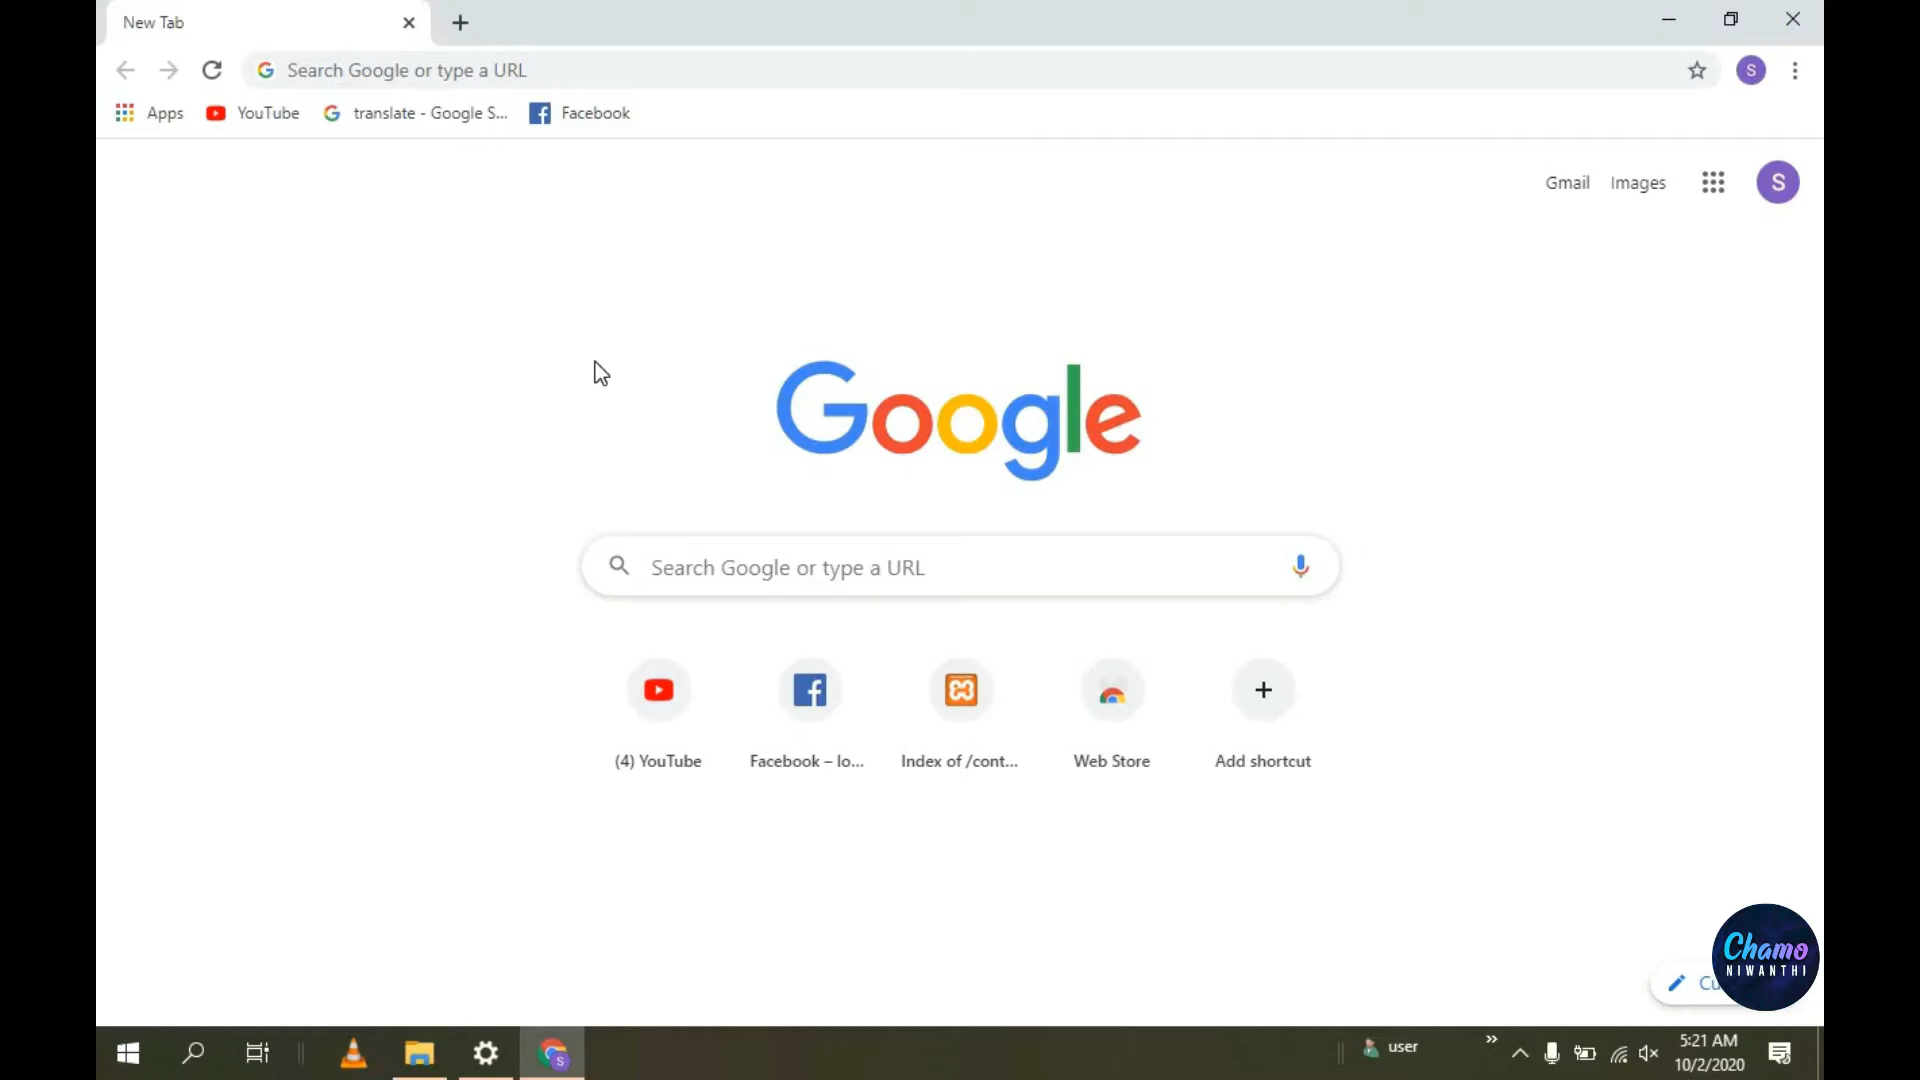 New Tab
Search Google or type a URL
S
Apps
YouTube
translate - Google S...
Facebook
Gmail
Images
S
Google
Search Google or type a URL
(4) YouTube
Facebook – lo...
Index of /cont...
Web Store
Add shortcut
Cu
Chamo
NIWANTHI
S
user
5:21 AM
10/2/2020